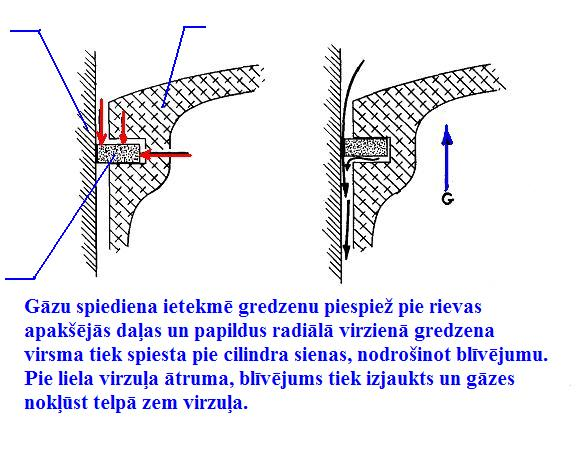 G
Gāzu spiediena ietekmē gredzenu piespiež pie rievas
apakšējās daļas un papildus radiālā virzienā gredzena
virsma tiek spiesta pie cilindra sienas, nodrošinot blīvējumu.
Pie liela virzuļa ātruma, blīvējums tiek izjaukts un gāzes
nokļūst telpā zem virzuļa.